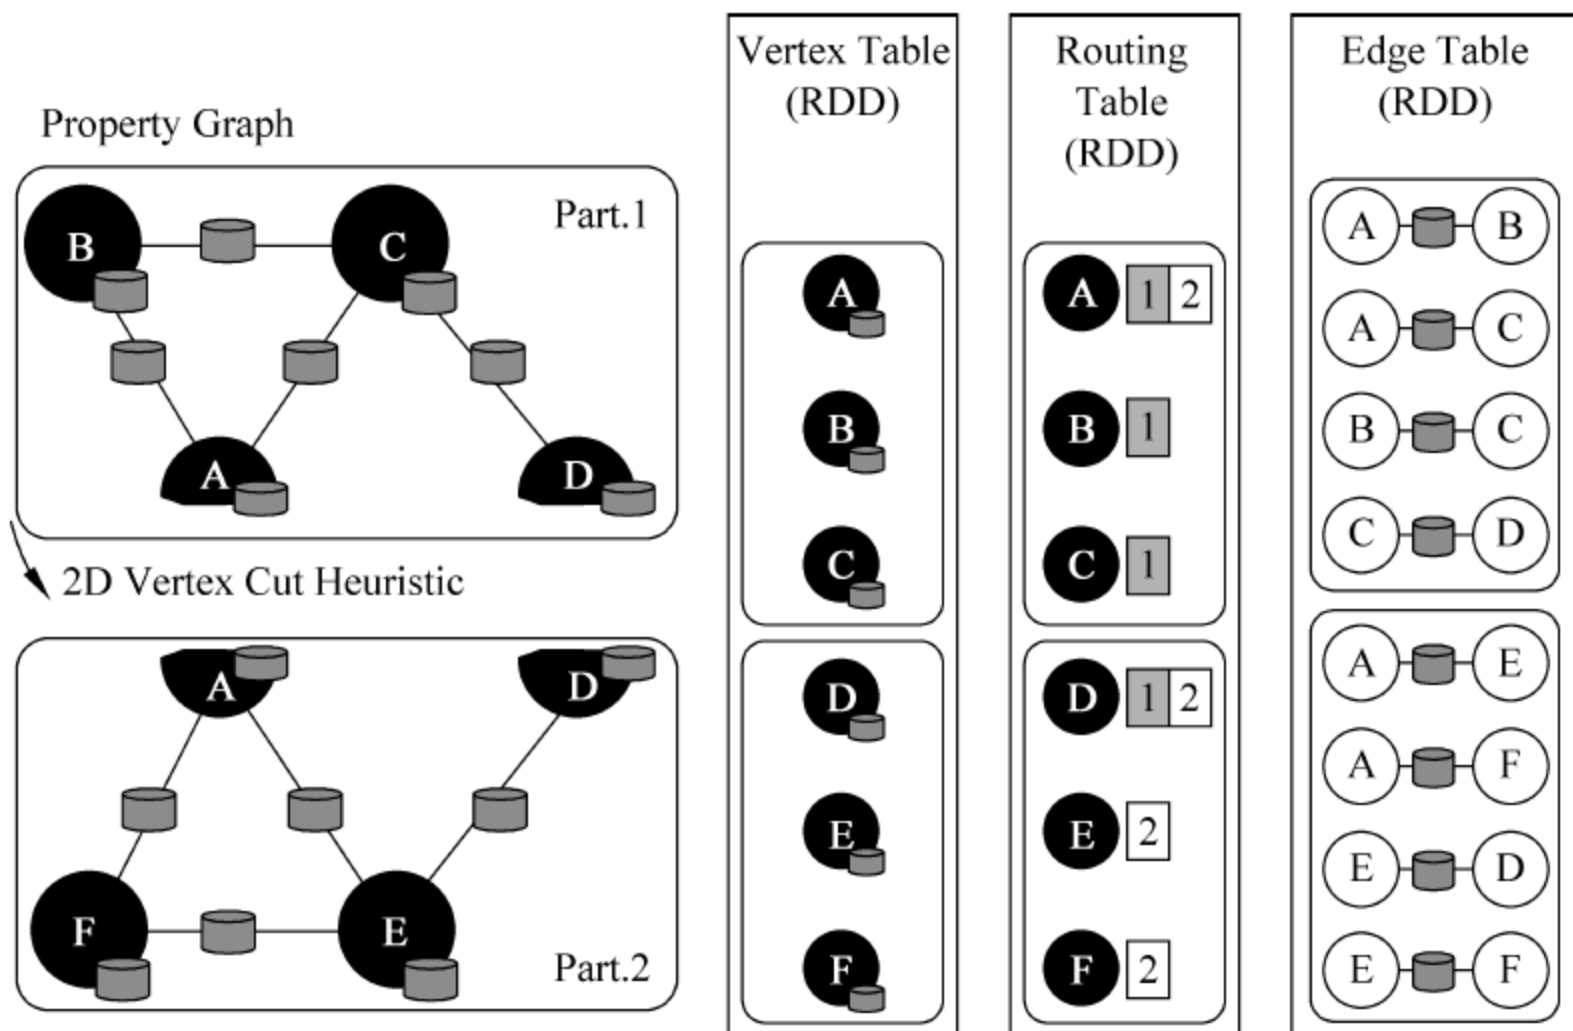 Property Graph
B
C
Part.1
A
D
2D Vertex Cut Heuristic
A
D
F
E
Part.2
Vertex Table
(RDD)
A
B
C
D
E
F
Routing
Table
(RDD)
A 1 2
B 1
C 1
D 1 2
E 2
F 2
Edge Table
(RDD)
A B
A C
B C
C D
A E
A F
E D
E F